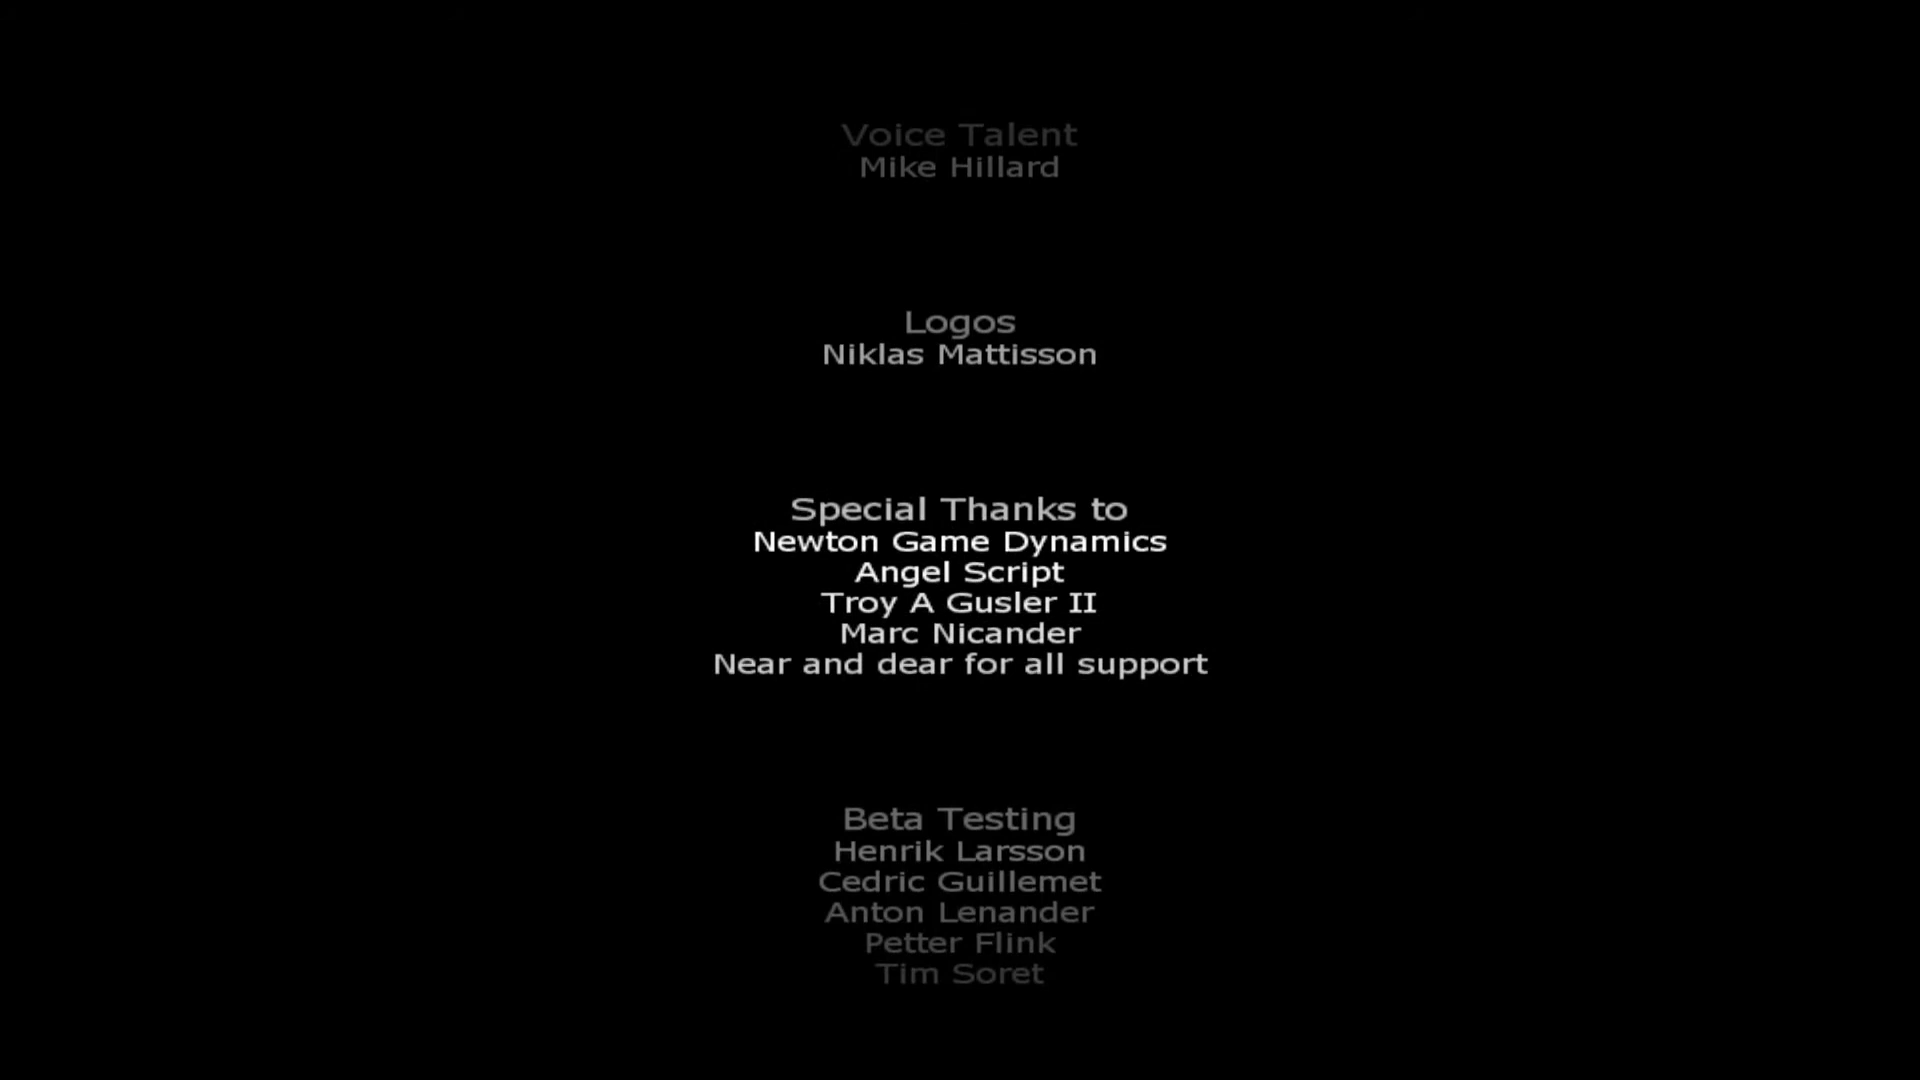 Voice Talent
Mike Hillard
Logos
Niklas Mattisson
Special Thanks to
Newton Game Dynamics
Angel Script
Troy A Gusler II
Marc Nicander
Near and dear for all support
Beta Testing
Henrik Larsson
Cedric Guillemet
Anton Lenander
Petter Flink
Tim Soret